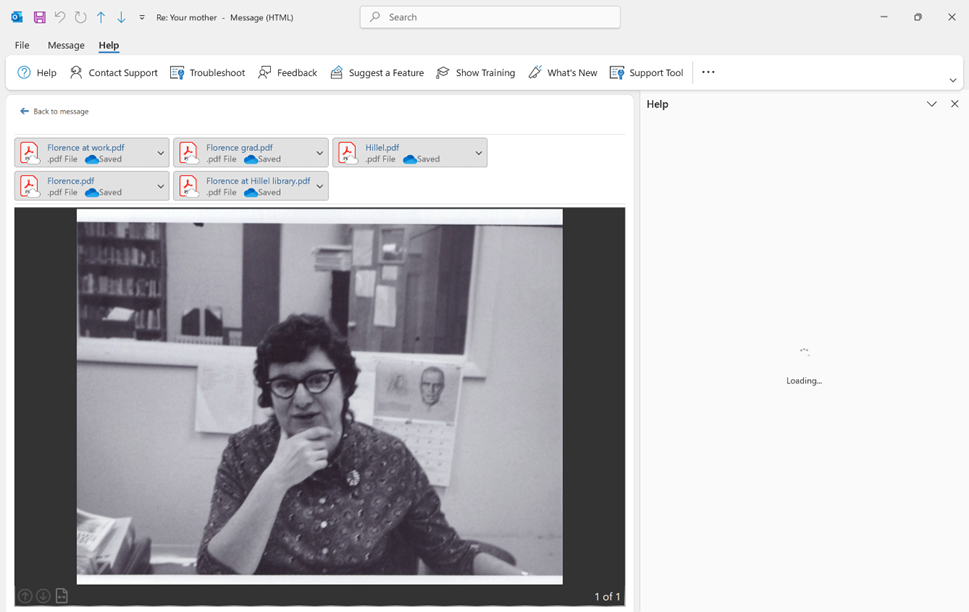 Re: Your mother - Message (HTML)
Search
File Message Help
Help Contact Support Troubleshoot Feedback Suggest a Feature Show Training What's New Support Tool
Back to message
Help
Florence at work.pdf
.pdf File Saved
Florence grad.pdf
.pdf File Saved
Hillel.pdf
.pdf File Saved
Florence.pdf
.pdf File Saved
Florence at Hillel library.pdf
.pdf File Saved
Loading...
1 of 1